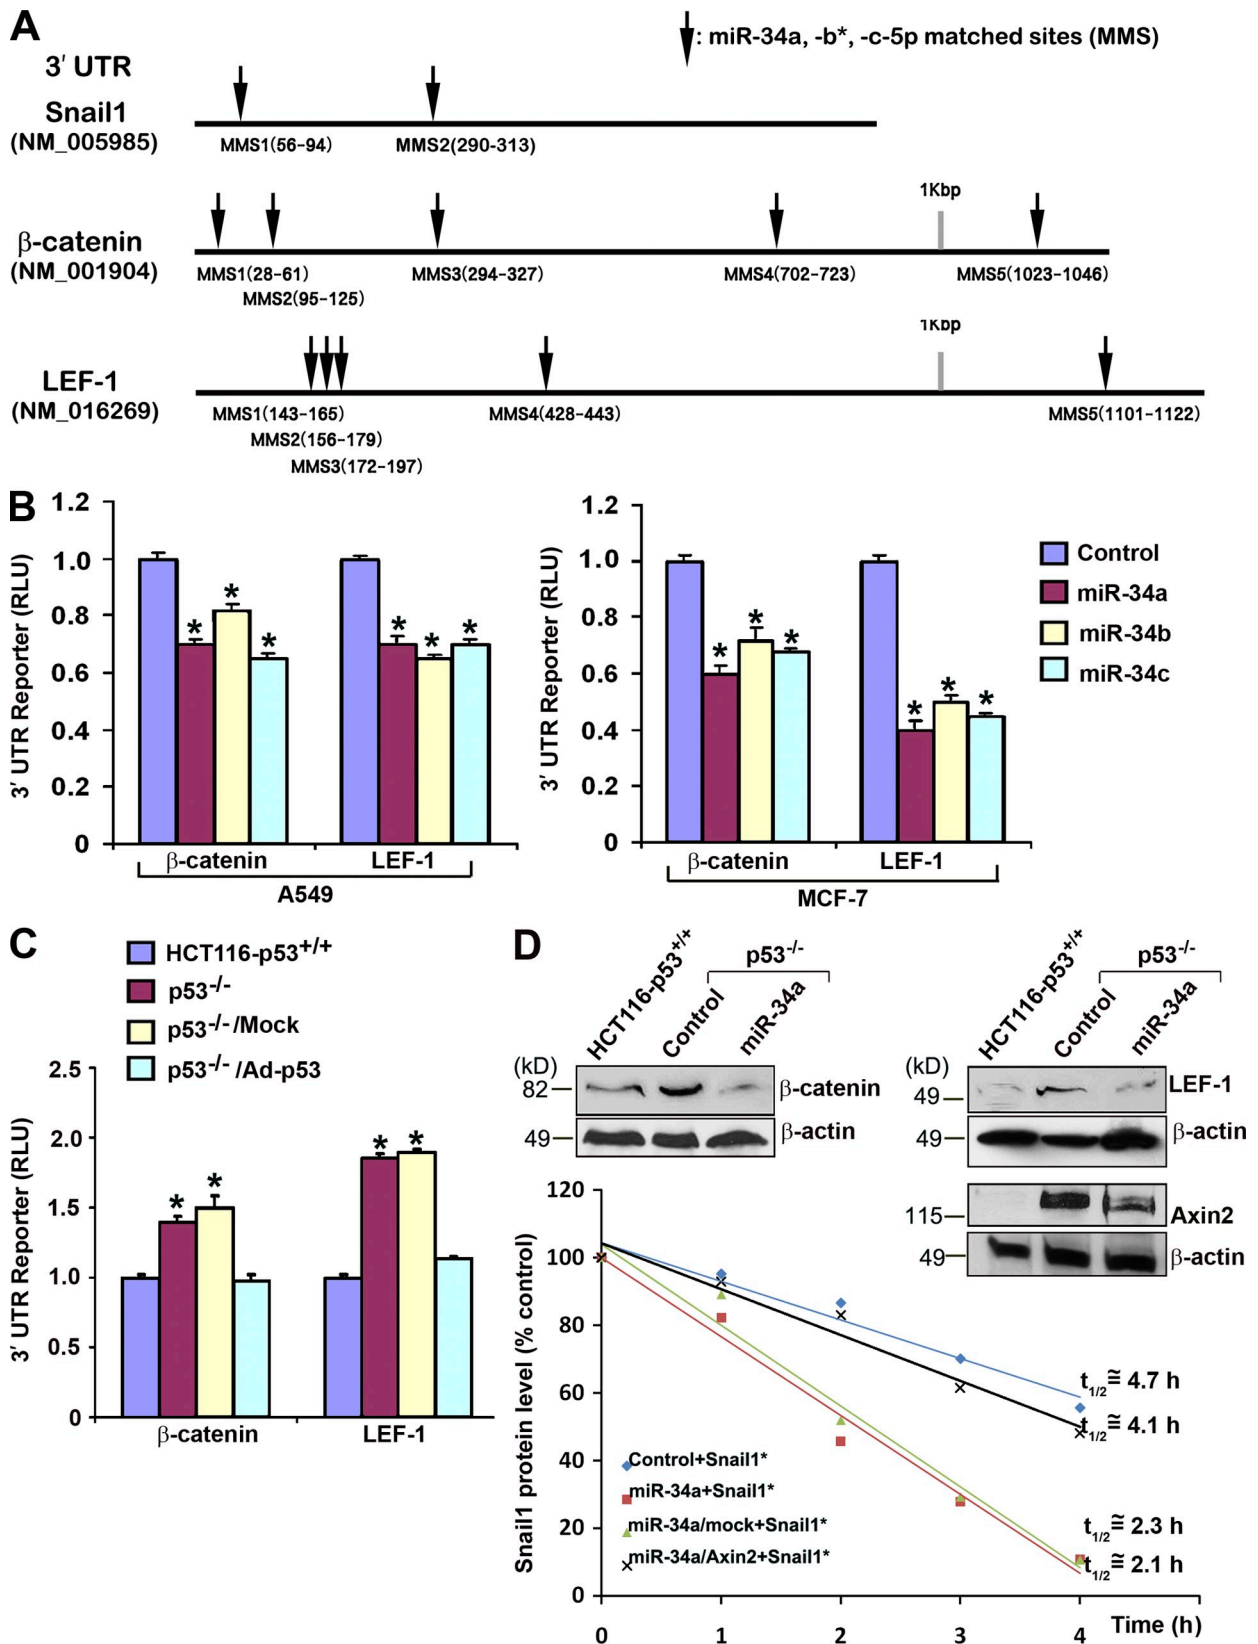 A
: miR-34a, -b*, -c-5p matched sites (MMS)
3′ UTR
Snail1
(NM_005985)
MMS1(56-94)
MMS2(290-313)
1Kbp
β-catenin
(NM_001904)
MMS1(28-61)
MMS2(95-125)
MMS3(294-327)
MMS4(702-723)
MMS5(1023-1046)
1Kbp
LEF-1
(NM_016269)
MMS1(143-165)
MMS2(156-179)
MMS3(172-197)
MMS4(428-443)
MMS5(1101-1122)
B
3′ UTR Reporter (RLU)
1.2
1.0
0.8
0.6
0.4
0.2
0
* * *
* * *
β-catenin
LEF-1
A549
3′ UTR Reporter (RLU)
1.2
1.0
0.8
0.6
0.4
0.2
0
* * *
* * *
β-catenin
LEF-1
MCF-7
Control
miR-34a
miR-34b
miR-34c
C
HCT116-p53+/+
p53-/-
p53-/- /Mock
p53-/- /Ad-p53
3′ UTR Reporter (RLU)
2.5
2.0
1.5
1.0
0.5
0
* *
* *
β-catenin
LEF-1
D
HCT116-p53+/+
p53-/-
Control
miR-34a
(kD)
82
β-catenin
49
β-actin
HCT116-p53+/+
p53-/-
Control
miR-34a
(kD)
49
LEF-1
49
β-actin
115
Axin2
49
β-actin
Snail1 protein level (% control)
120
100
80
60
40
20
0
t1/2≅ 4.7 h
t1/2≅ 4.1 h
t1/2≅ 2.3 h
t1/2≅ 2.1 h
Control+Snail1*
miR-34a+Snail1*
miR-34a/mock+Snail1*
miR-34a/Axin2+Snail1*
0 1 2 3 4
Time (h)